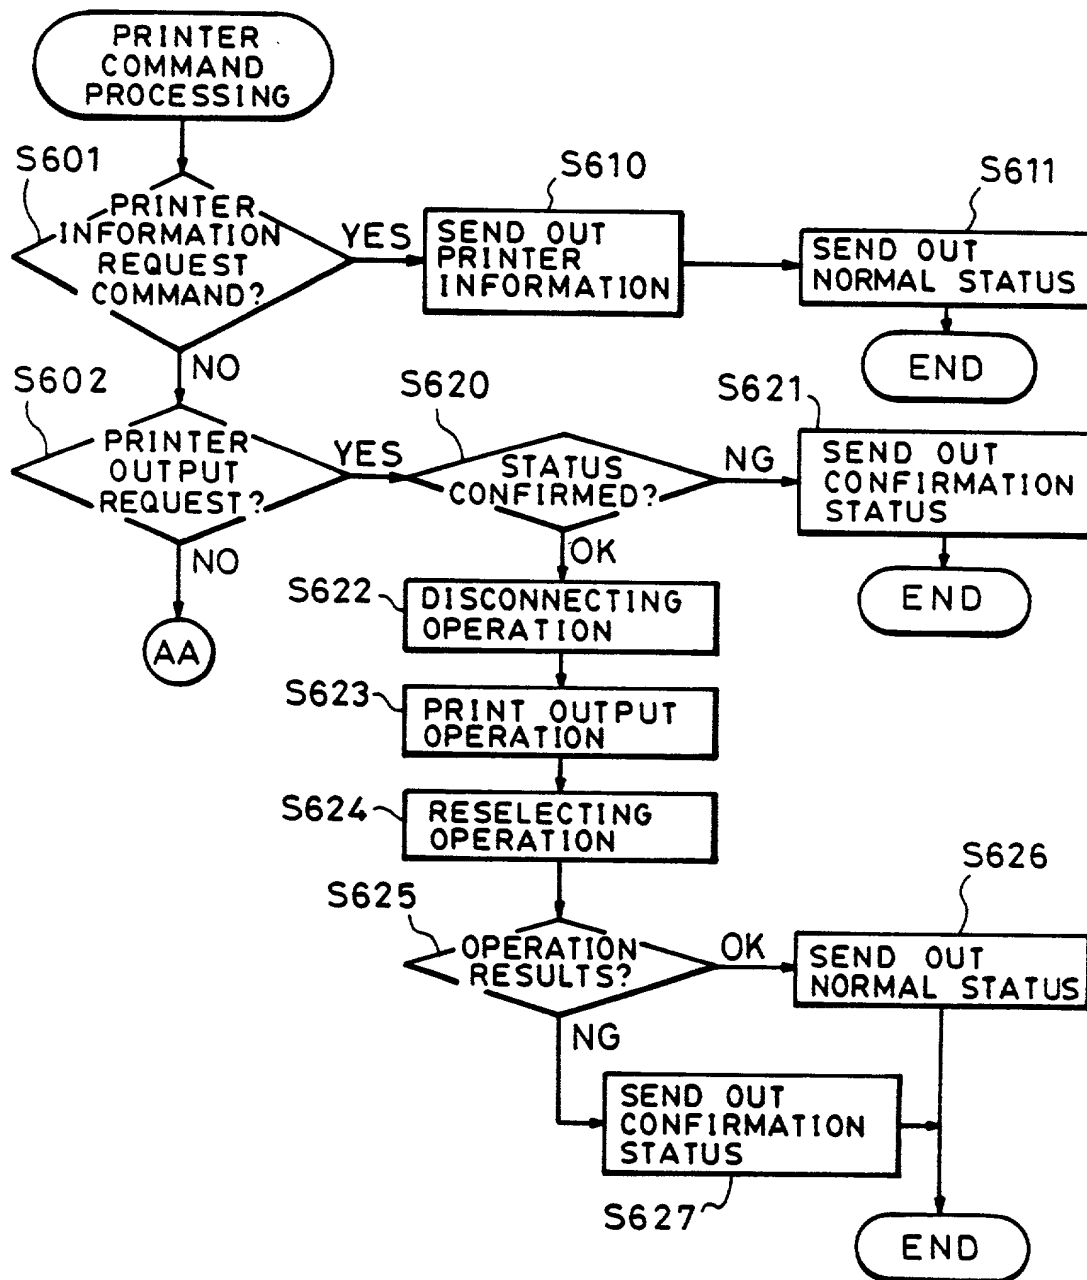 PRINTER
COMMAND
PROCESSING
S601
PRINTER
INFORMATION
REQUEST
COMMAND?
YES
S610
SEND OUT
PRINTER
INFORMATION
S611
SEND OUT
NORMAL STATUS
END
NO
S602
PRINTER
OUTPUT
REQUEST?
YES
S620
STATUS
CONFIRMED?
NG
S621
SEND OUT
CONFIRMATION
STATUS
END
NO
AA
OK
S622
DISCONNECTING
OPERATION
S623
PRINT OUTPUT
OPERATION
S624
RESELECTING
OPERATION
S625
OPERATION
RESULTS?
OK
S626
SEND OUT
NORMAL STATUS
NG
SEND OUT
CONFIRMATION
STATUS
S627
END